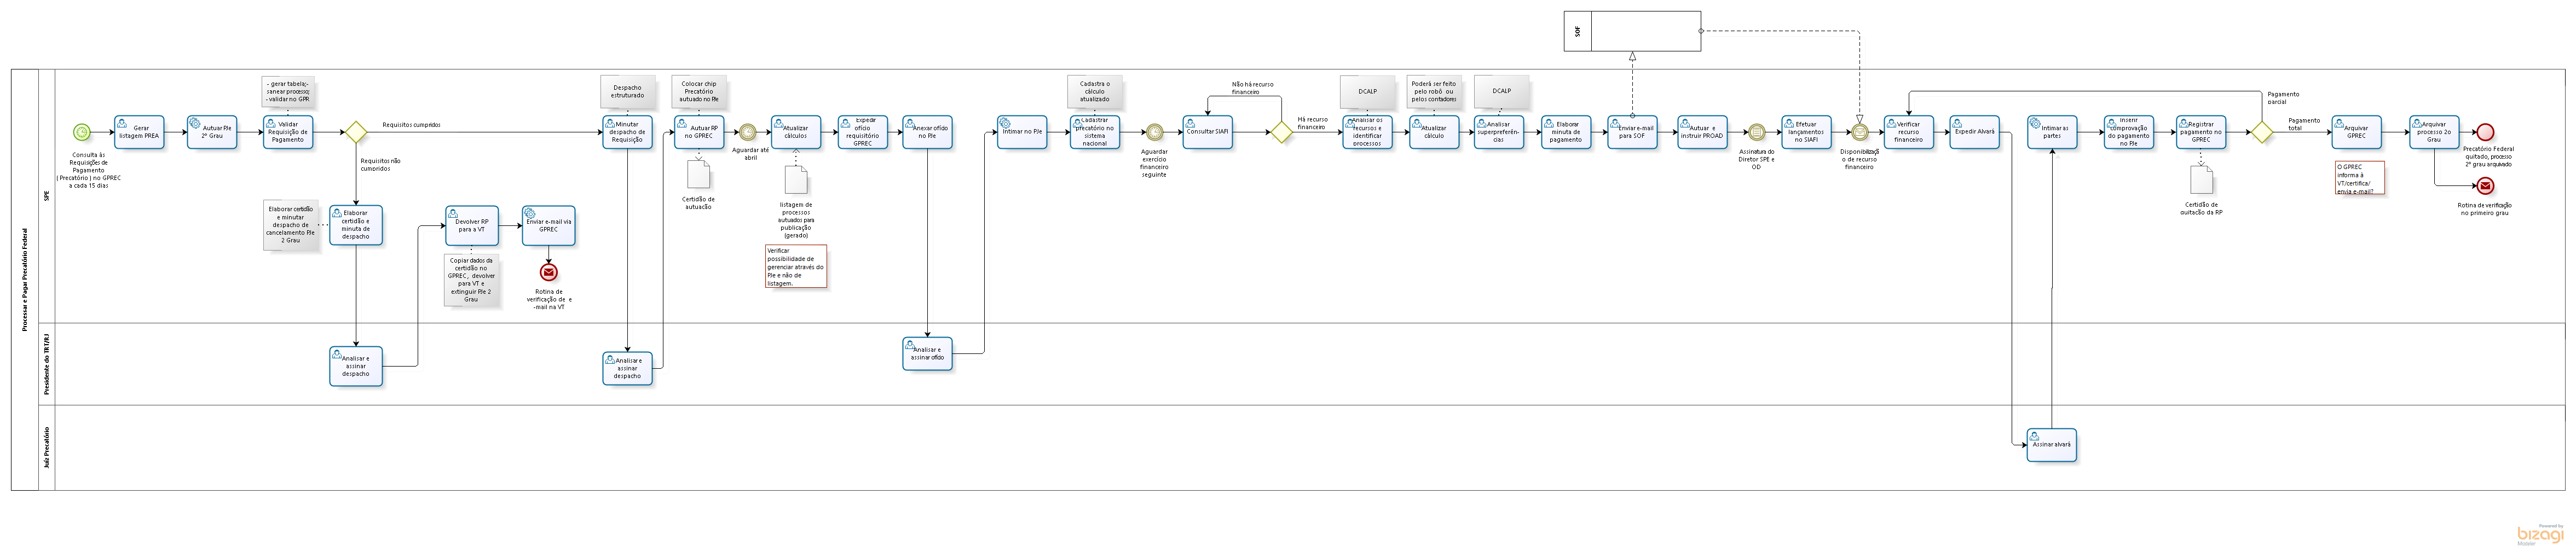 SOF
Processar e Pagar Precatório Federal
SPE
Presidente do TRT/RJ
Juiz Precatório
Consulta às
Requisições de
Pagamento
( Precatório ) no GPREC
a cada 15 dias
Gerar
listagem PREA
Autuar PJe
2º Grau
- gerar tabela;-
sanear processo;
- validar no GPR
Validar
Requisição de
Pagamento
Requisitos cumpridos
Requisitos não
cumpridos
Elaborar certidão
e minutar
despacho de
cancelamento PJe
2 Grau
Elaborar
certidão e
minuta de
despacho
Analisar e
assinar
despacho
Devolver RP
para a VT
Copiar dados da
certidão no
GPREC, devolver
para VT e
extinguir PJe 2
Grau
Enviar e-mail via
GPREC
Rotina de
verificação de e
-mail na VT
Despacho
estruturado
Minutar
despacho de
Requisição
Analisar e
assinar
despacho
Colocar chip
Precatório
autuado no PJe
Autuar RP
no GPREC
Certidão de
autuação
Aguardar até
abril
Atualizar
cálculos
listagem de
processos
autuados para
publicação
(gerado)
Verificar
possibilidade de
gerenciar através do
PJe e não de
listagem.
Expedir
ofício
requisitório
GPREC
Anexar ofído
no PJe
Analisar e
assinar ofído
Intimar no PJe
Cadastra o
cálculo
atualizado
Cadastrar
precatório no
sistema
nacional
Aguardar
exercício
financeiro
seguinte
Consultar SIAFI
Não há recurso
financeiro
Há recurso
financeiro
DCALP
Analisar os
recursos e
identificar
processos
Poderá ser feito
pelo robô ou
pelos contadores
Atualizar
cálculo
DCALP
Analisar
superpreferên-
cias
Elaborar
minuta de
pagamento
Enviar e-mail
para SOF
Autuar e
instruir PROAD
Assinatura do
Diretor SPE e
OD
Efetuar
lançamentos
no SIAFI
Disponibilizaçã
o de recurso
financeiro
Verificar
recurso
financeiro
Expedir Alvará
Assinar alvará
Intimar as
partes
Inserir
comprovação
do pagamento
no PJe
Registrar
pagamento no
GPREC
Certidão de
quitação da RP
Pagamento
parcial
Pagamento
total
Arquivar
GPREC
O GPREC
informa à
VT/certifica/
envia e-mail?
Arquivar
processo 2o
Grau
Precatório Federal
quitado, processo
2º grau arquivado
Rotina de verificação
no primeiro grau
Powered by
bizagi
Modeler